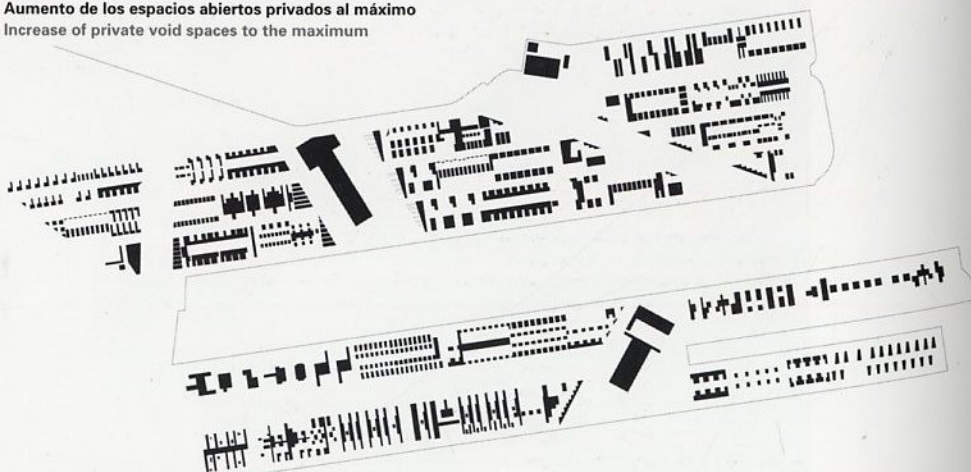 Aumento de los espacios abiertos privados al máximo
Increase of private void spaces to the maximum